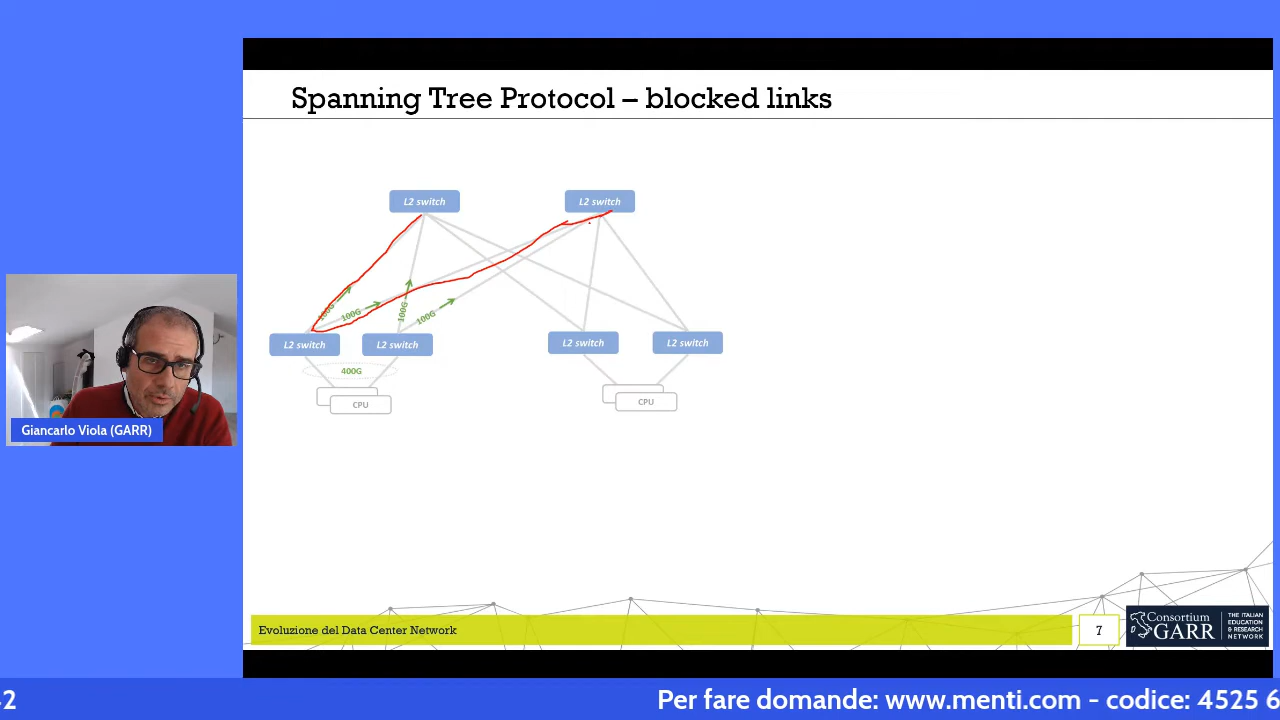 Spanning Tree Protocol – blocked links
L2 switch
L2 switch
100G
100G
100G
100G
L2 switch
L2 switch
L2 switch
L2 switch
400G
CPU
CPU
Giancarlo Viola (GARR)
Evoluzione del Data Center Network
7
Consortium
GARR
THE ITALIAN
EDUCATION
& RESEARCH
NETWORK
2
Per fare domande: www.menti.com - codice: 4525 6